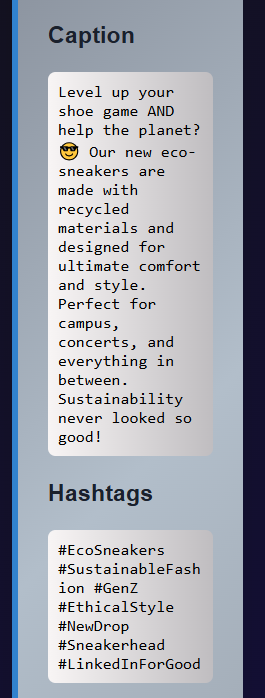 Caption
Level up your
shoe game AND
help the planet?
😎 Our new eco-
sneakers are
made with
recycled
materials and
designed for
ultimate comfort
and style.
Perfect for
campus,
concerts, and
everything in
between.
Sustainability
never looked so
good!
Hashtags
#EcoSneakers
#SustainableFash
ion #GenZ
#EthicalStyle
#NewDrop
#Sneakerhead
#LinkedInForGood